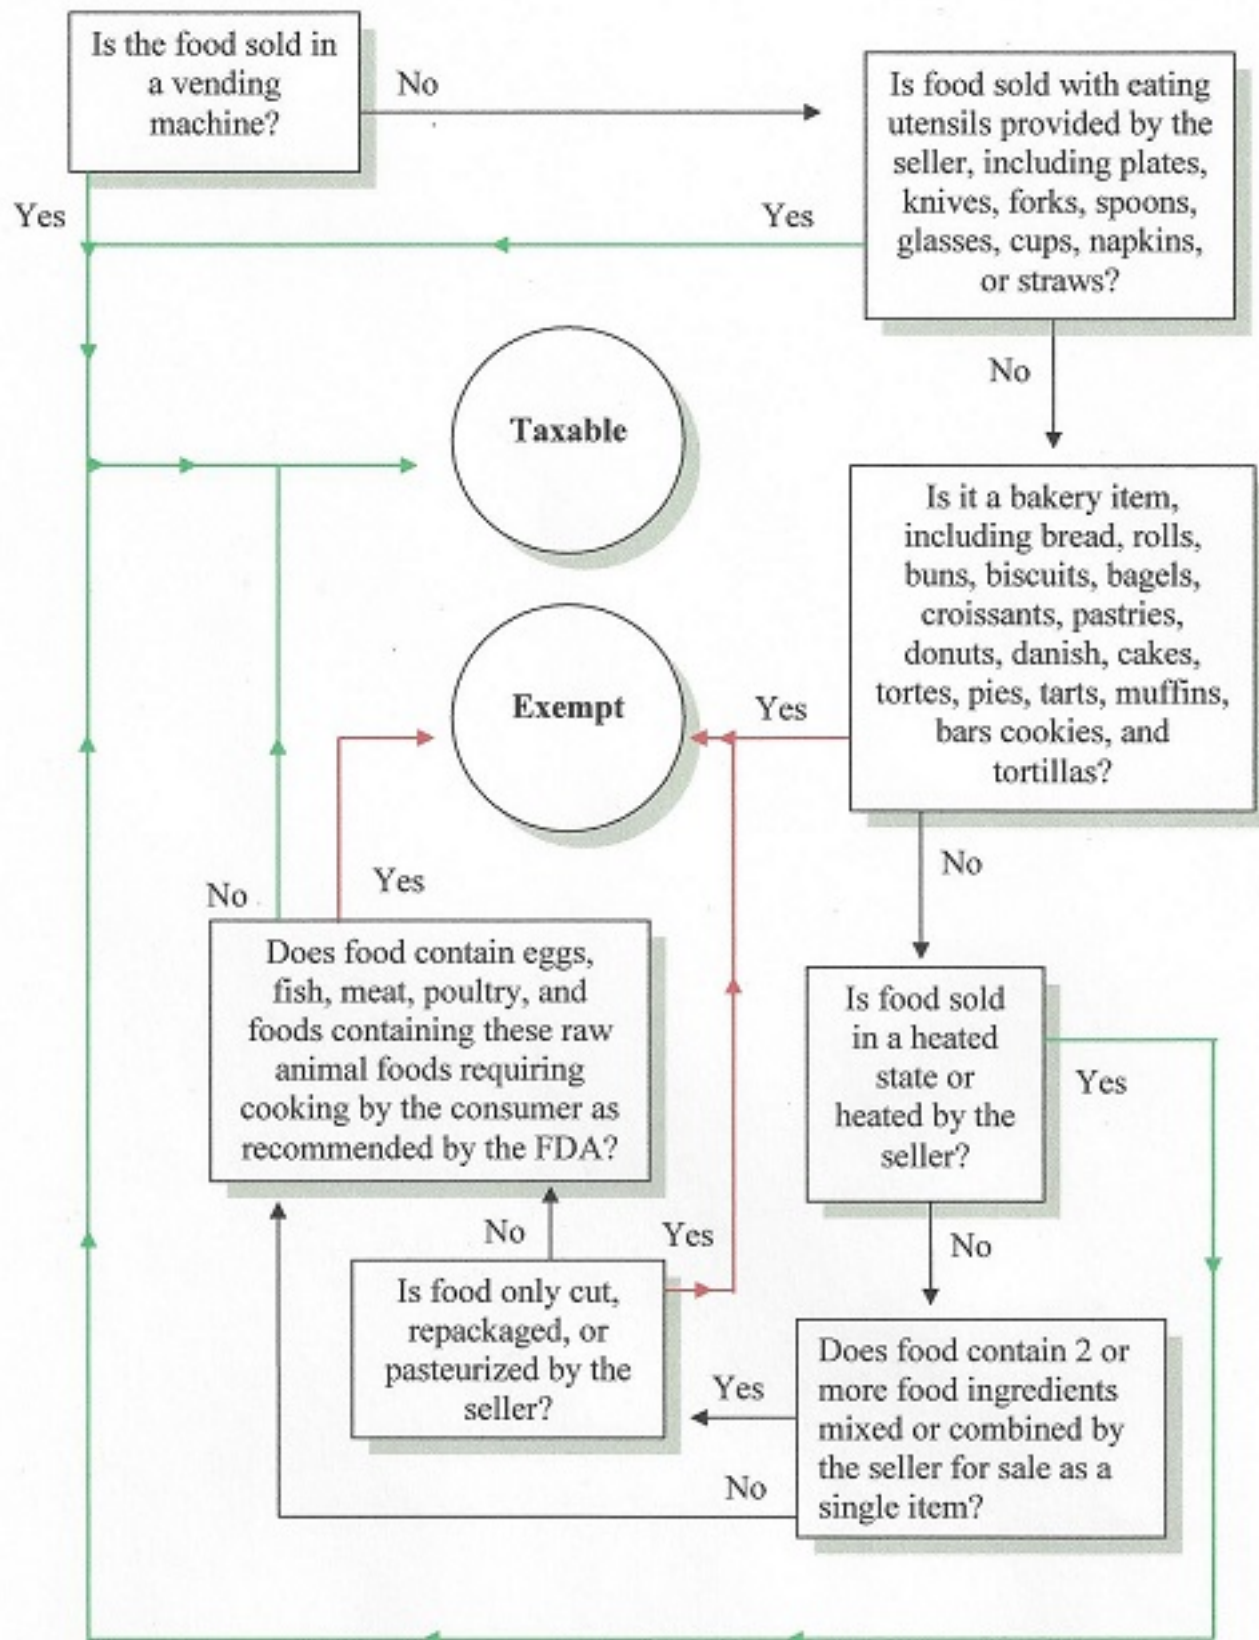 Is the food sold in
a vending
machine?
No
Is food sold with eating
utensils provided by the
seller, including plates,
knives, forks, spoons,
glasses, cups, napkins,
or straws?
Yes
Yes
No
Taxable
Is it a bakery item,
including bread, rolls,
buns, biscuits, bagels,
croissants, pastries,
donuts, danish, cakes,
tortes, pies, tarts, muffins,
bars cookies, and
tortillas?
Exempt
Yes
No
No
Yes
Does food contain eggs,
fish, meat, poultry, and
foods containing these raw
animal foods requiring
cooking by the consumer as
recommended by the FDA?
Is food sold
in a heated
state or
heated by the
seller?
Yes
No
No
Yes
Is food only cut,
repackaged, or
pasteurized by the
seller?
Does food contain 2 or
more food ingredients
mixed or combined by
the seller for sale as a
single item?
Yes
No